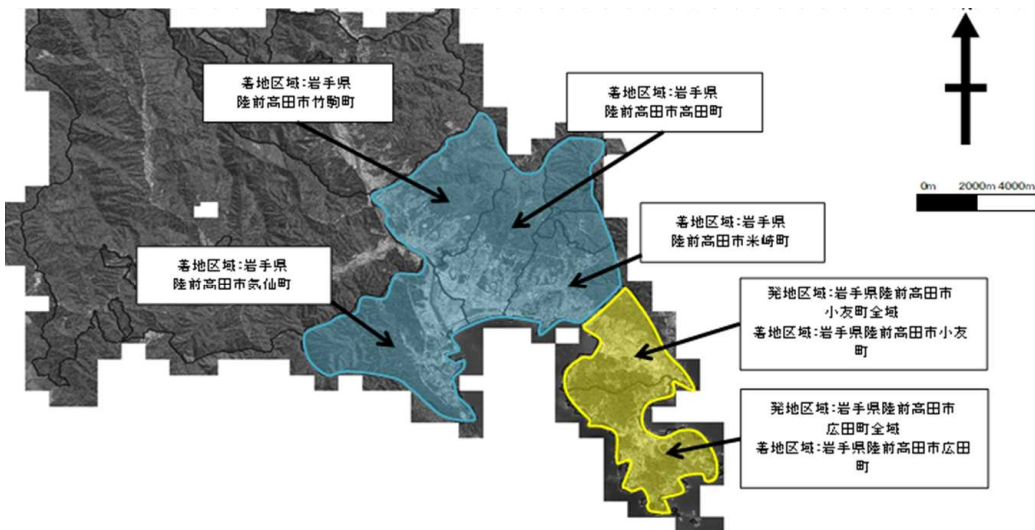 着地区域:岩手県
陸前高田市竹駒町
着地区域:岩手県
陸前高田市高田町
0m 2000m 4000m
着地区域:岩手県
陸前高田市米崎町
着地区域:岩手県
陸前高田市気仙町
発地区域:岩手県陸前高田市
小友町全域
着地区域:岩手県陸前高田市小友
町
発地区域:岩手県陸前高田市
広田町全域
着地区域:岩手県陸前高田市広田
町